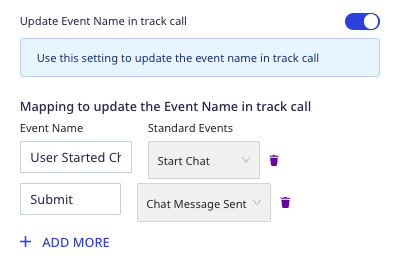 Update Event Name in track call
Use this setting to update the event name in track call
Mapping to update the Event Name in track call
Event Name Standard Events
User Started Ch Start Chat
Submit Chat Message Sent
+ ADD MORE